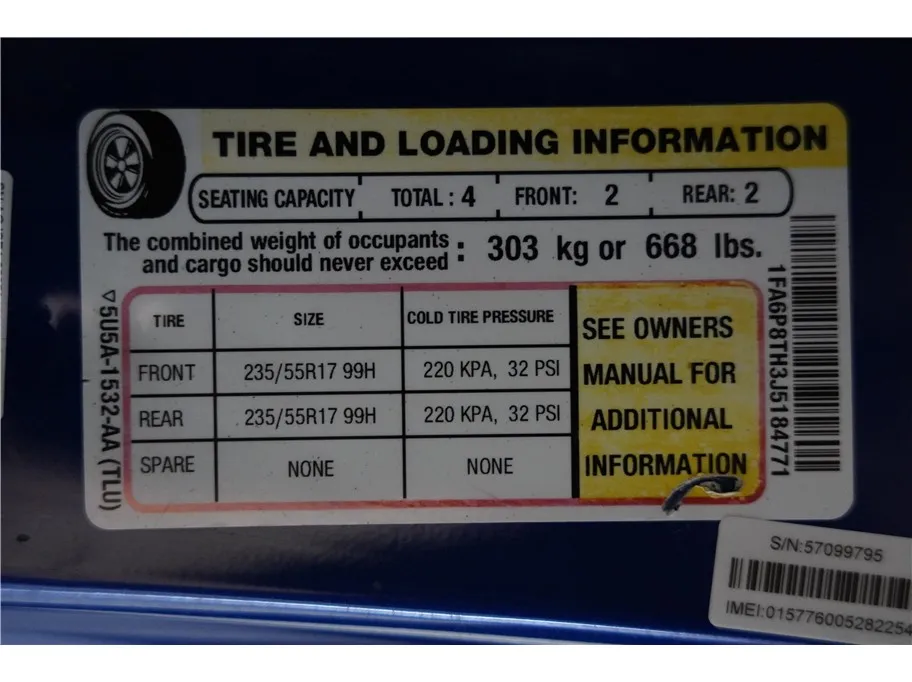 TIRE AND LOADING INFORMATION
SEATING CAPACITY TOTAL : 4 FRONT: 2 REAR: 2
The combined weight of occupants
and cargo should never exceed : 303 kg or 668 lbs.
TIRE SIZE COLD TIRE PRESSURE
FRONT 235/55R17 99H 220 KPA, 32 PSI
REAR 235/55R17 99H 220 KPA, 32 PSI
SPARE NONE NONE
SEE OWNERS
MANUAL FOR
ADDITIONAL
INFORMATION
▽5U5A-1532-AA (TLU)
1FA6P8TH3J5184771
S/N:57099795
IMEI:015776005282254